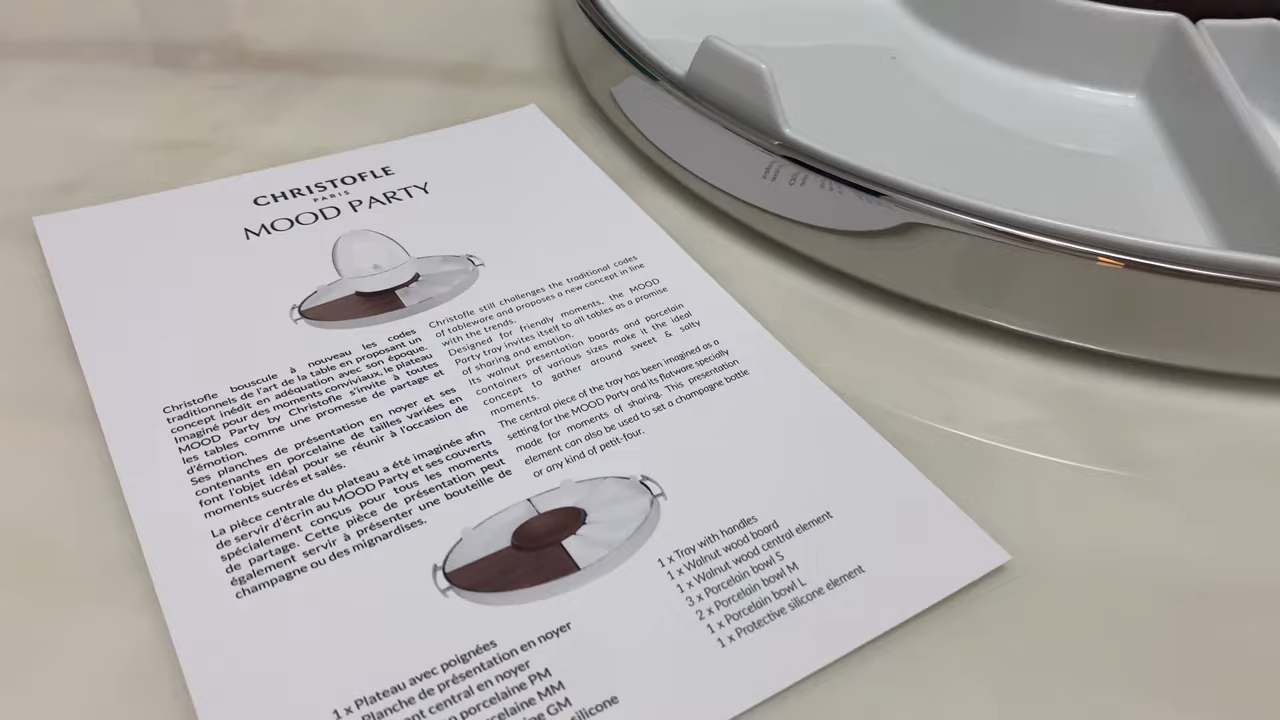 CHRISTOFLE
PARIS
MOOD PARTY
Christofle bouscule à nouveau les codes
traditionnels de l'art de la table en proposant un
concept inédit en adéquation avec son époque.
Imaginé pour des moments conviviaux, le plateau
MOOD Party by Christofle s'invite à toutes
les tables comme une promesse de partage et
d'émotion.
Ses planches de présentation en noyer et ses
contenants en porcelaine de tailles variées en
font l'objet idéal pour se réunir à l'occasion de
moments sucrés et salés.
La pièce centrale du plateau a été imaginée afin
de servir d'écrin au MOOD Party et ses couverts
spécialement conçus pour tous les moments
de partage. Cette pièce de présentation peut
également servir à présenter une bouteille de
champagne ou des mignardises.
Christofle still challenges the traditional codes
of tableware and proposes a new concept in line
with the trends.
Designed for friendly moments, the MOOD
Party tray invites itself to all tables as a promise
of sharing and emotion.
Its walnut presentation boards and porcelain
containers of various sizes make it the ideal
concept to gather around sweet & salty
moments.
The central piece of the tray has been imagined as a
setting for the MOOD Party and its flatware specially
made for moments of sharing. This presentation
element can also be used to set a champagne bottle
or any kind of petit-four.
1 x Tray with handles
1 x Walnut wood board
1 x Walnut wood central element
3 x Porcelain bowl S
2 x Porcelain bowl M
1 x Porcelain bowl L
1 x Protective silicone element
1 x Plateau avec poignées
Planche de présentation en noyer
central en noyer
porcelaine PM
MM
GM
silicone